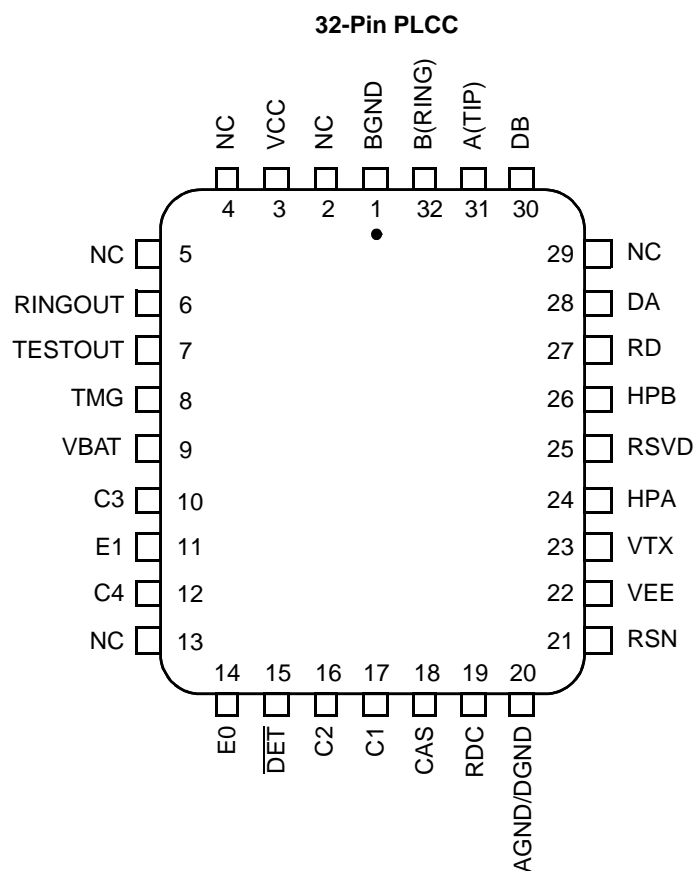 32-Pin PLCC
NC
VCC
NC
BGND
B(RING)
A(TIP)
DB
4
3
2
1
32
31
30
NC
5
29
NC
RINGOUT
6
28
DA
TESTOUT
7
27
RD
TMG
8
26
HPB
VBAT
9
25
RSVD
C3
10
24
HPA
E1
11
23
VTX
C4
12
22
VEE
NC
13
21
RSN
14
15
16
17
18
19
20
E0
DET
C2
C1
CAS
RDC
AGND/DGND